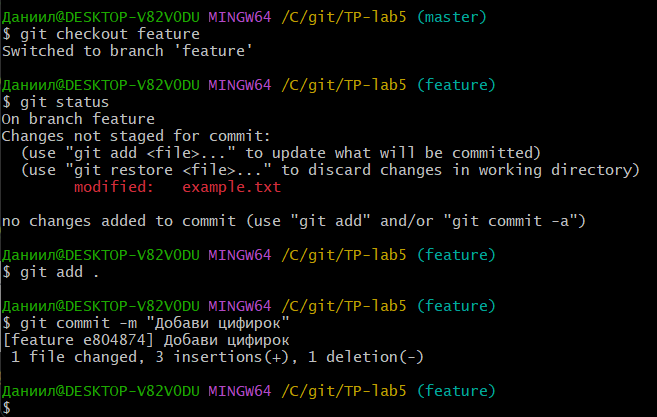 Даниил@DESKTOP-V82VODU MINGW64 /C/git/TP-lab5 (master)
$ git checkout feature
Switched to branch 'feature'
Даниил@DESKTOP-V82VODU MINGW64 /C/git/TP-lab5 (feature)
$ git status
On branch feature
Changes not staged for commit:
  (use "git add <file>..." to update what will be committed)
  (use "git restore <file>..." to discard changes in working directory)
        modified:   example.txt
no changes added to commit (use "git add" and/or "git commit -a")
Даниил@DESKTOP-V82VODU MINGW64 /C/git/TP-lab5 (feature)
$ git add .
Даниил@DESKTOP-V82VODU MINGW64 /C/git/TP-lab5 (feature)
$ git commit -m "Добави цифирок"
[feature e804874] Добави цифирок
 1 file changed, 3 insertions(+), 1 deletion(-)
Даниил@DESKTOP-V82VODU MINGW64 /C/git/TP-lab5 (feature)
$